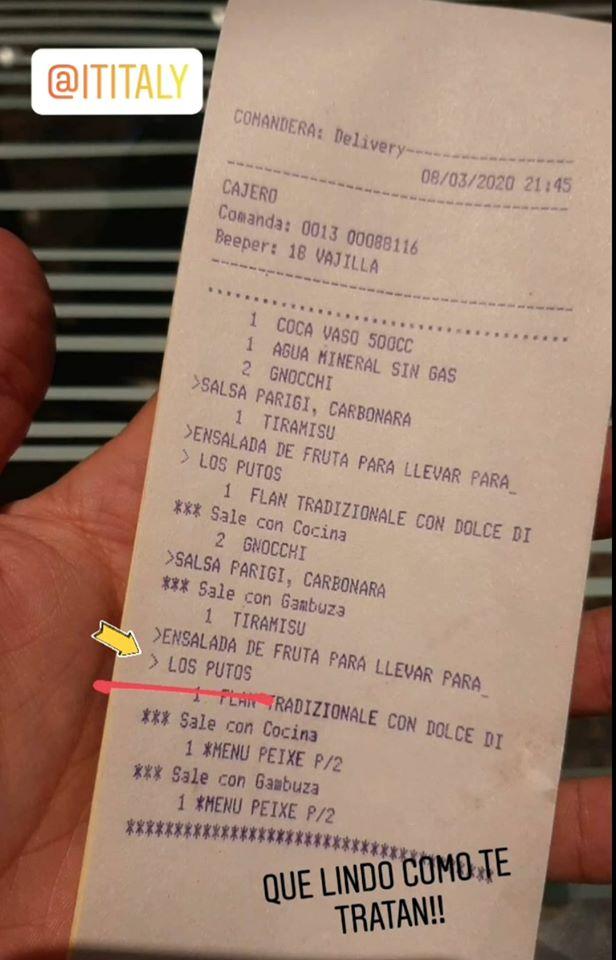 @ITITALY
COMANDERA: Delivery----------------
08/03/2020 21:45
CAJERO
Comanda: 0013 00088116
Beeper: 18 VAJILLA
1 COCA VASO 500CC
1 AGUA MINERAL SIN GAS
2 GNOCCHI
>SALSA PARIGI, CARBONARA
1 TIRAMISU
>ENSALADA DE FRUTA PARA LLEVAR PARA_
> LOS PUTOS
1 FLAN TRADIZIONALE CON DOLCE DI
*** Sale con Cocina
2 GNOCCHI
>SALSA PARIGI, CARBONARA
*** Sale con Gambuza
1 TIRAMISU
>ENSALADA DE FRUTA PARA LLEVAR PARA_
> LOS PUTOS
1 FLAN TRADIZIONALE CON DOLCE DI
*** Sale con Cocina
1 *MENU PEIXE P/2
*** Sale con Gambuza
1 *MENU PEIXE P/2
QUE LINDO COMO TE
TRATAN!!